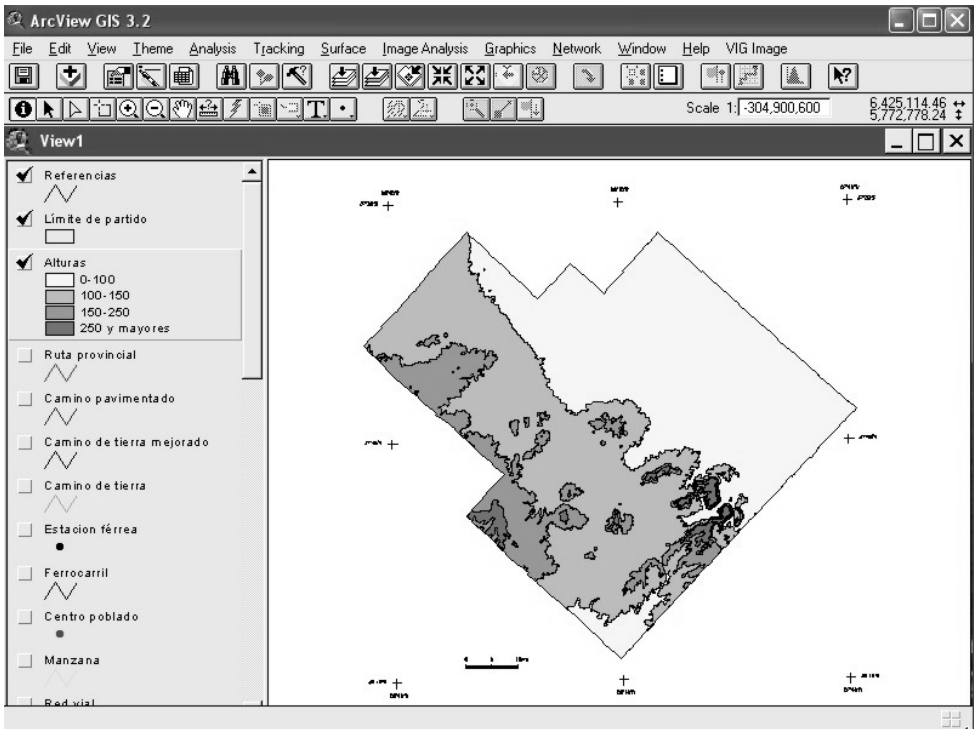 ArcView GIS 3.2
File Edit View Theme Analysis Tracking Surface Image Analysis Graphics Network Window Help VIG Image
Scale 1: -304,900,600
6,425,114.46
5,772,778.24
View1
Referencias
Límite de partido
Alturas
0-100
100-150
150-250
250 y mayores
Ruta provincial
Camino pavimentado
Camino de tierra mejorado
Camino de tierra
Estacion férrea
Ferrocarril
Centro poblado
Manzana
Red vial